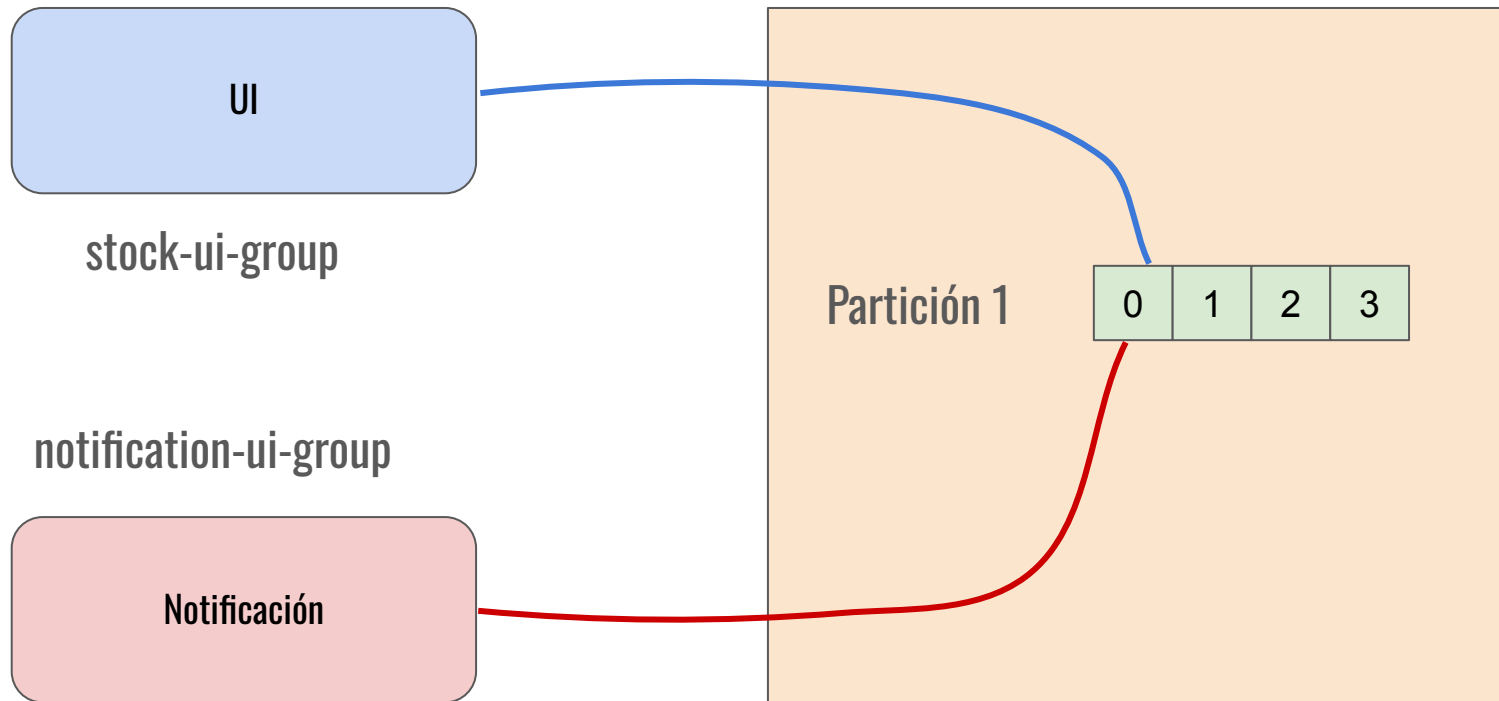 UI
stock-ui-group
Partición 1
0 1 2 3
notification-ui-group
Notificación